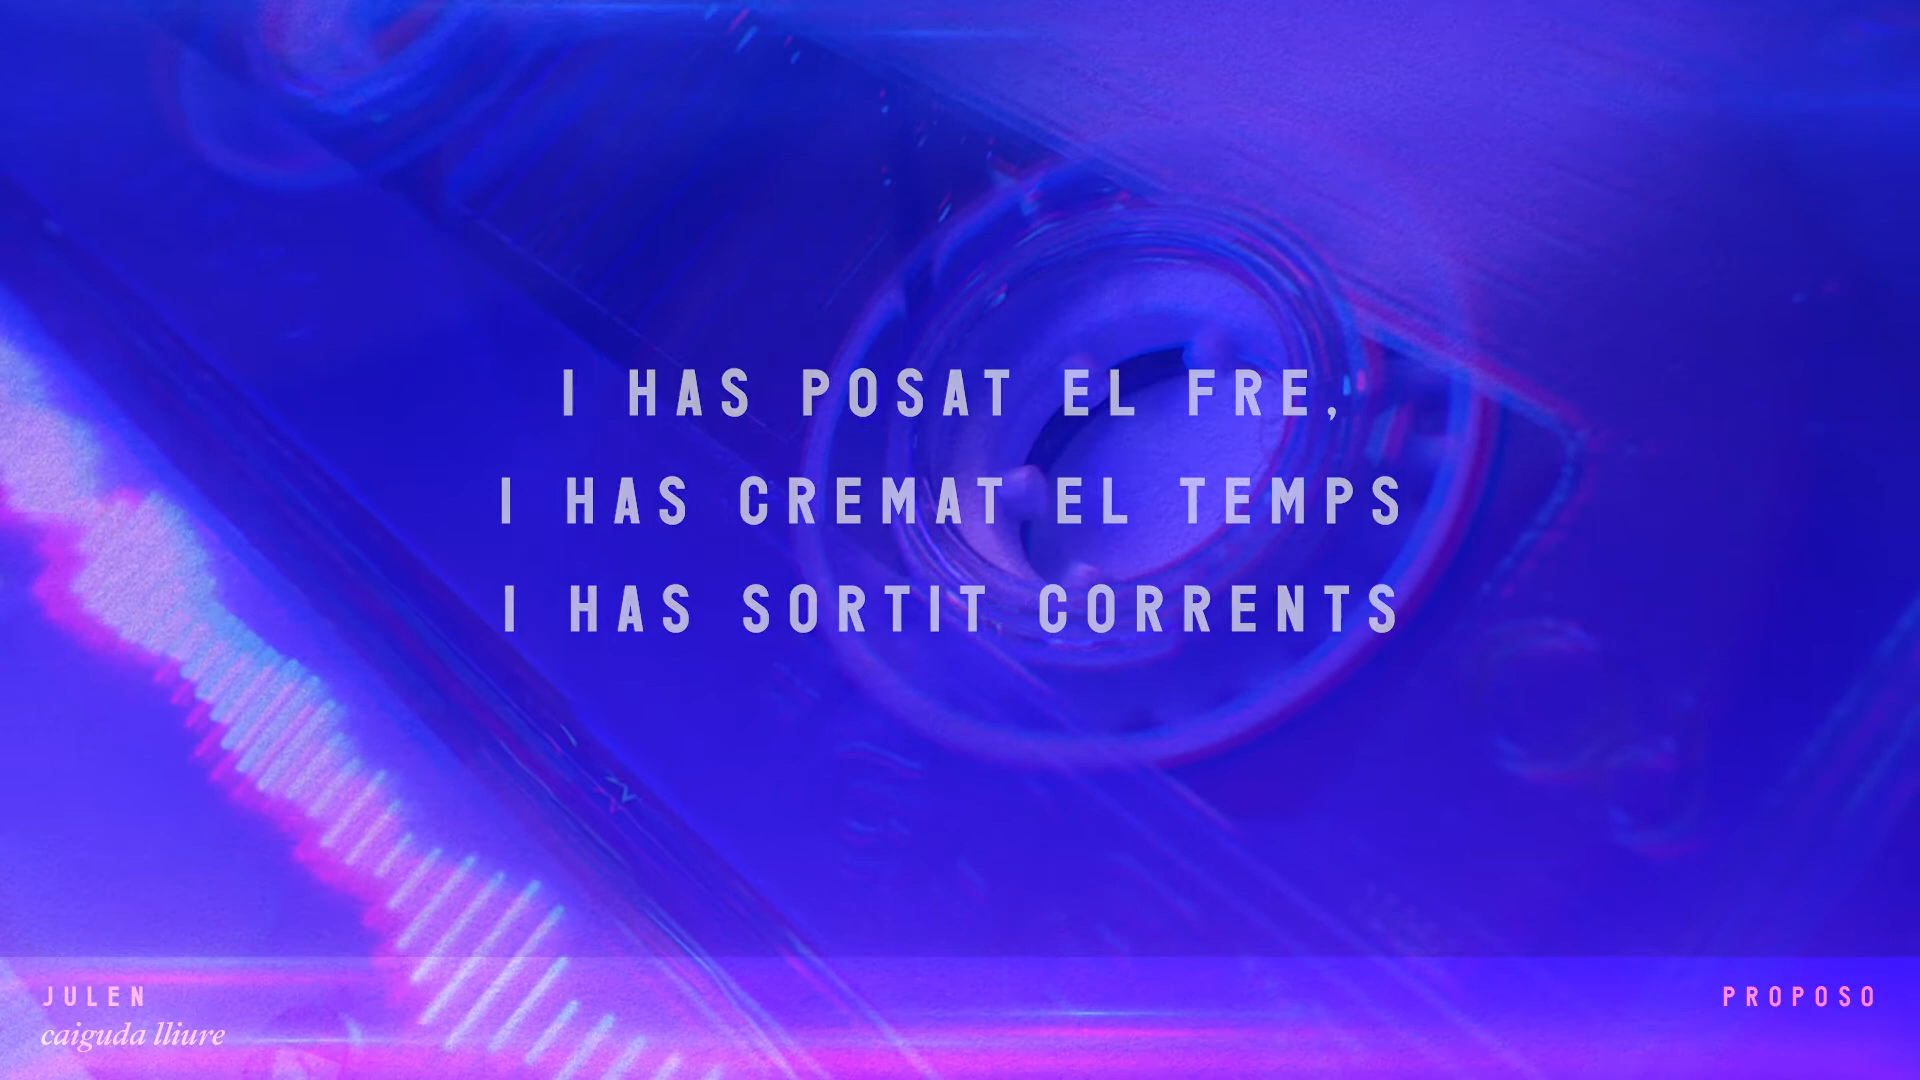 I HAS POSAT EL FRE,
I HAS CREMAT EL TEMPS
I HAS SORTIT CORRENTS
JULEN
caiguda lliure
PROPOSO